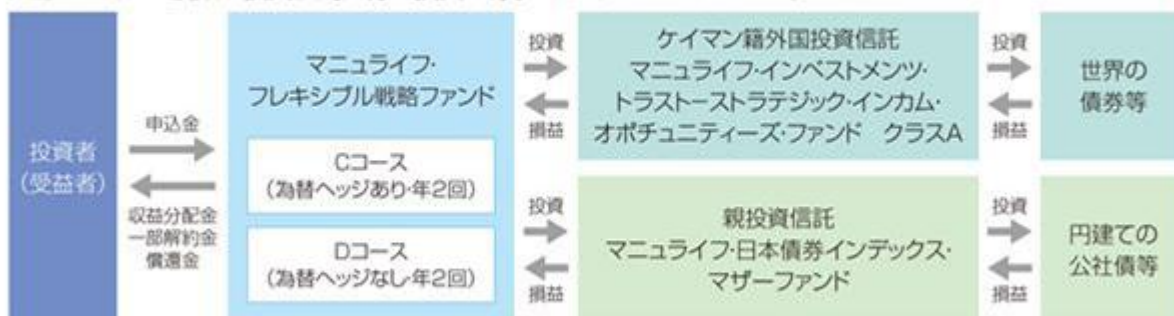 投資者
(受益者)
申込金
収益分配金
一部解約金
償還金
マニュライフ・
フレキシブル戦略ファンド
Cコース
(為替ヘッジあり・年2回)
Dコース
(為替ヘッジなし・年2回)
投資
損益
ケイマン籍外国投資信託
マニュライフ・インベストメンツ・
トラストーストラテジック・インカム・
オポチュニティーズ・ファンド クラスA
投資
損益
世界の
債券等
投資
損益
親投資信託
マニュライフ・日本債券インデックス・
マザーファンド
投資
損益
円建ての
公社債等